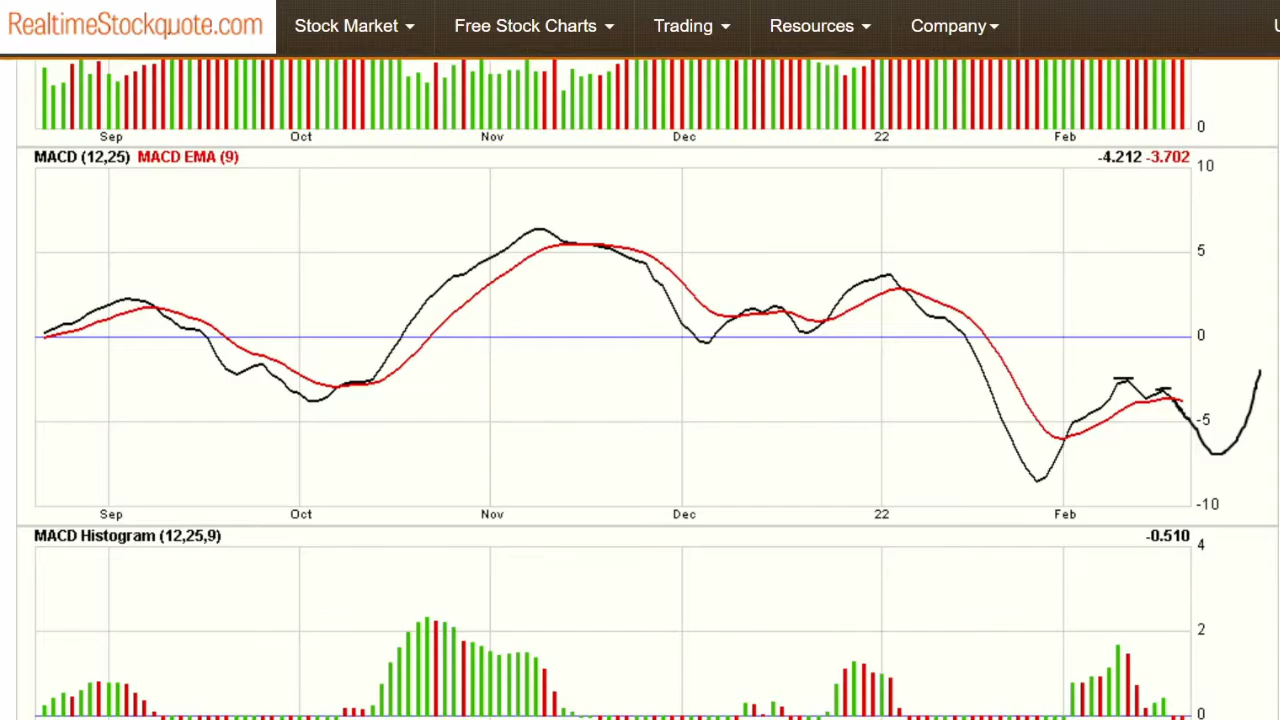 RealtimeStockquote.com Stock Market Free Stock Charts Trading Resources Company
0
Sep Oct Nov Dec 22 Feb
MACD (12,25) MACD EMA (9) -4.212 -3.702 10
5
0
-5
-10
Sep Oct Nov Dec 22 Feb
MACD Histogram (12,25,9) -0.510 4
2
0